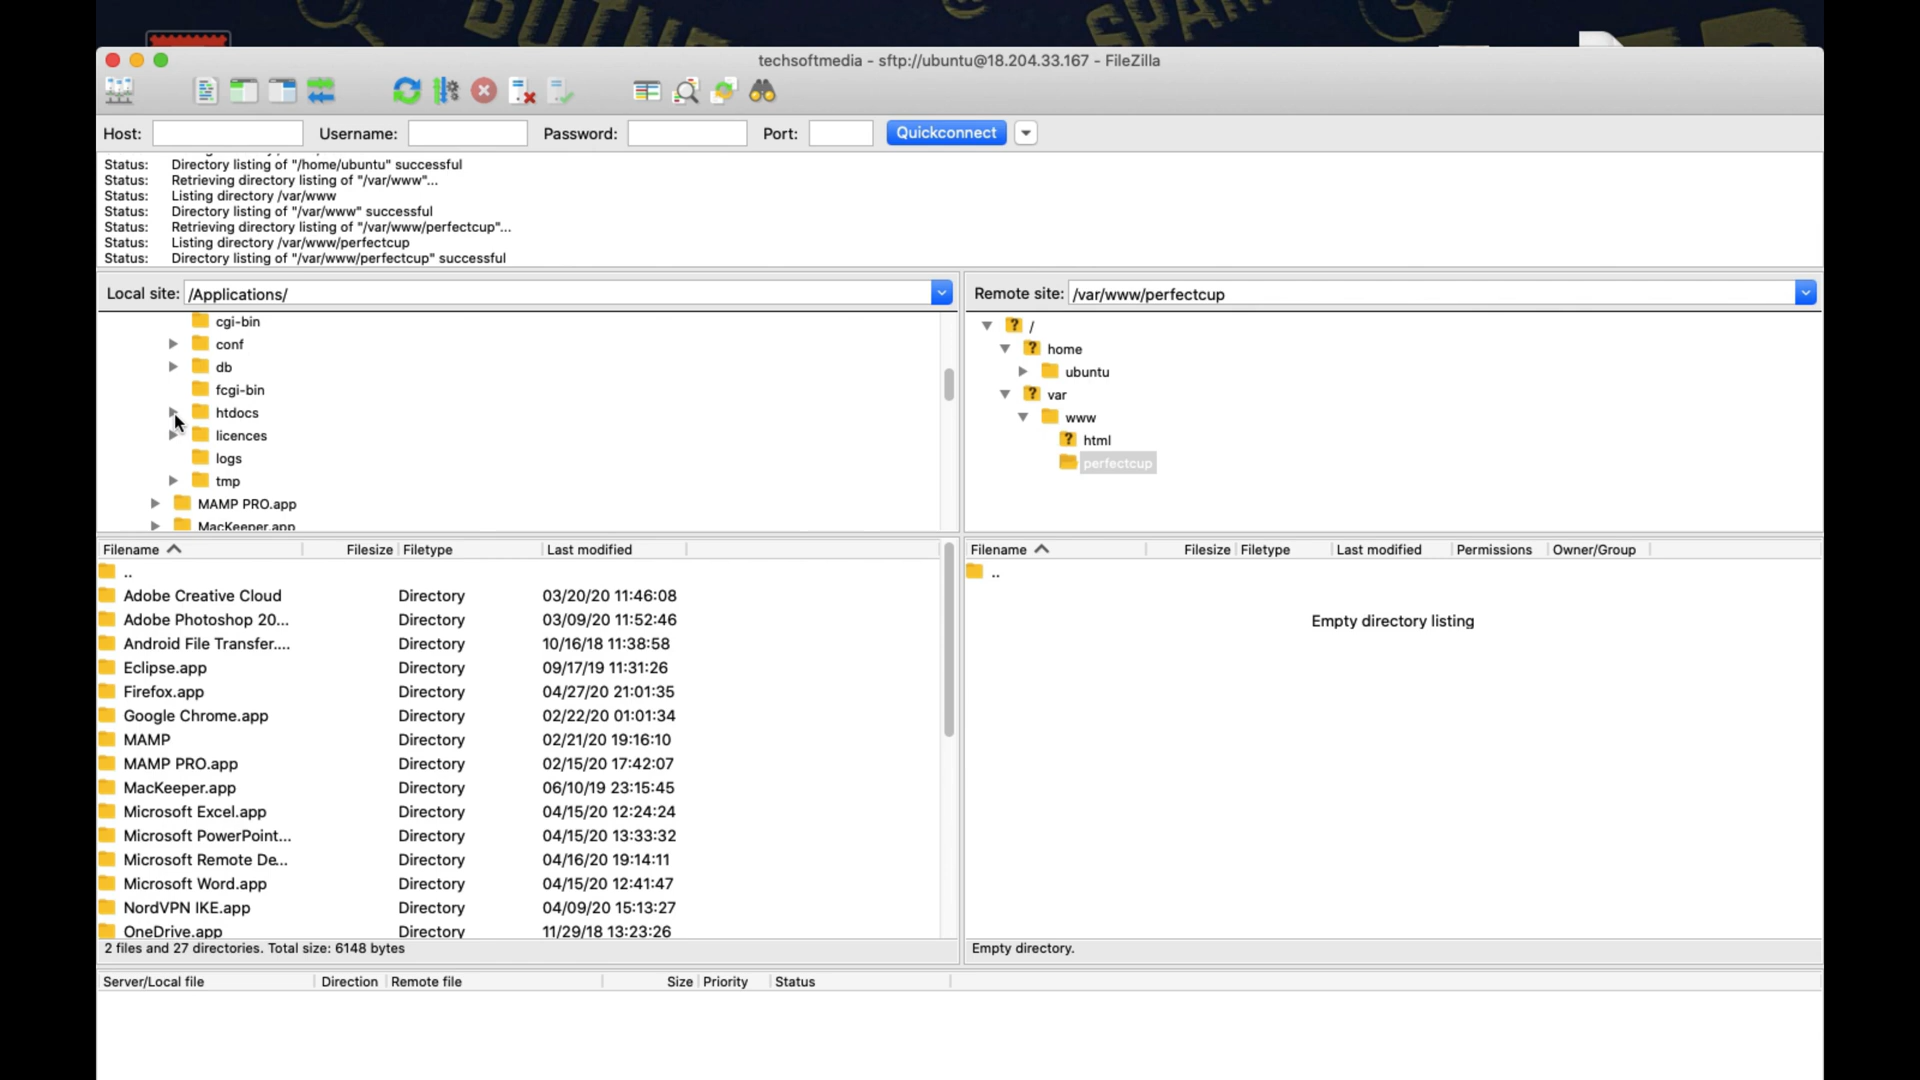 techsoftmedia - sftp://ubuntu@18.204.33.167 - FileZilla
Host: Username: Password: Port: Quickconnect
Status: Directory listing of "/home/ubuntu" successful
Status: Retrieving directory listing of "/var/www"...
Status: Listing directory /var/www
Status: Directory listing of "/var/www" successful
Status: Retrieving directory listing of "/var/www/perfectcup"...
Status: Listing directory /var/www/perfectcup
Status: Directory listing of "/var/www/perfectcup" successful
Local site: /Applications/
cgi-bin
conf
db
fcgi-bin
htdocs
licences
logs
tmp
MAMP PRO.app
MacKeeper.app
Remote site: /var/www/perfectcup
/
home
ubuntu
var
www
html
perfectcup
Filename Filesize Filetype Last modified
..
Adobe Creative Cloud Directory 03/20/20 11:46:08
Adobe Photoshop 20... Directory 03/09/20 11:52:46
Android File Transfer.... Directory 10/16/18 11:38:58
Eclipse.app Directory 09/17/19 11:31:26
Firefox.app Directory 04/27/20 21:01:35
Google Chrome.app Directory 02/22/20 01:01:34
MAMP Directory 02/21/20 19:16:10
MAMP PRO.app Directory 02/15/20 17:42:07
MacKeeper.app Directory 06/10/19 23:15:45
Microsoft Excel.app Directory 04/15/20 12:24:24
Microsoft PowerPoint... Directory 04/15/20 13:33:32
Microsoft Remote De... Directory 04/16/20 19:14:11
Microsoft Word.app Directory 04/15/20 12:41:47
NordVPN IKE.app Directory 04/09/20 15:13:27
OneDrive.app Directory 11/29/18 13:23:26
2 files and 27 directories. Total size: 6148 bytes
Filename Filesize Filetype Last modified Permissions Owner/Group
..
Empty directory listing
Empty directory.
Server/Local file Direction Remote file Size Priority Status